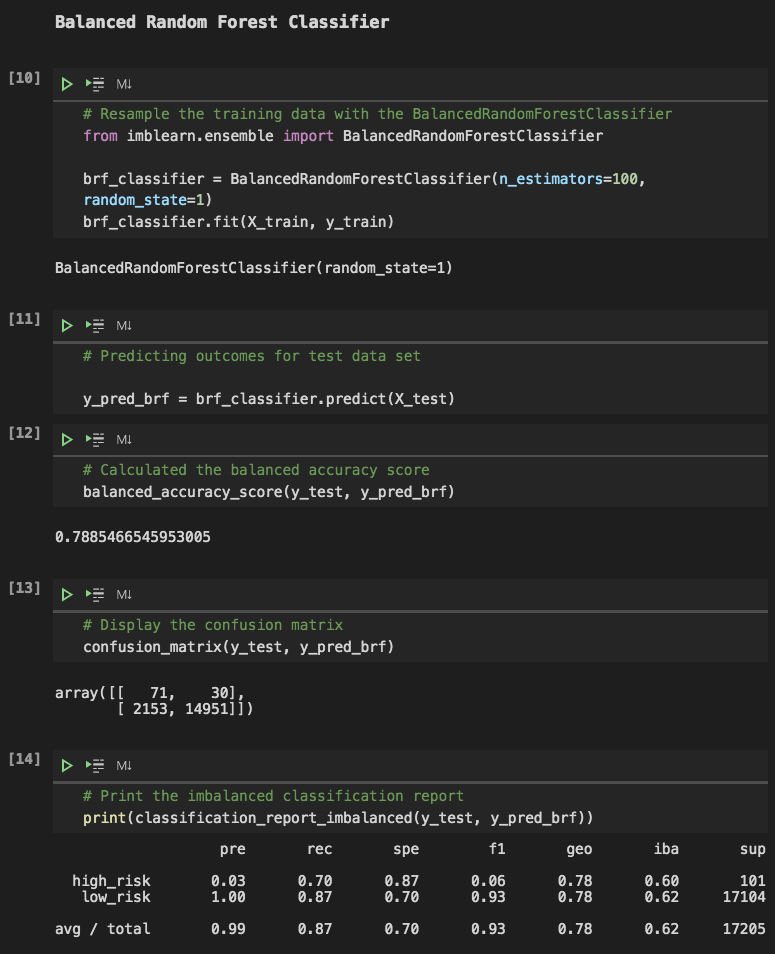 Balanced Random Forest Classifier
[10]
M↓
# Resample the training data with the BalancedRandomForestClassifier
from imblearn.ensemble import BalancedRandomForestClassifier
brf_classifier = BalancedRandomForestClassifier(n_estimators=100,
random_state=1)
brf_classifier.fit(X_train, y_train)
BalancedRandomForestClassifier(random_state=1)
[11]
M↓
# Predicting outcomes for test data set
y_pred_brf = brf_classifier.predict(X_test)
[12]
M↓
# Calculated the balanced accuracy score
balanced_accuracy_score(y_test, y_pred_brf)
0.7885466545953005
[13]
M↓
# Display the confusion matrix
confusion_matrix(y_test, y_pred_brf)
array([[   71,    30],
       [ 2153, 14951]])
[14]
M↓
# Print the imbalanced classification report
print(classification_report_imbalanced(y_test, y_pred_brf))
                   pre       rec       spe        f1       geo       iba       sup
  high_risk       0.03      0.70      0.87      0.06      0.78      0.60       101
   low_risk       1.00      0.87      0.70      0.93      0.78      0.62     17104
avg / total       0.99      0.87      0.70      0.93      0.78      0.62     17205